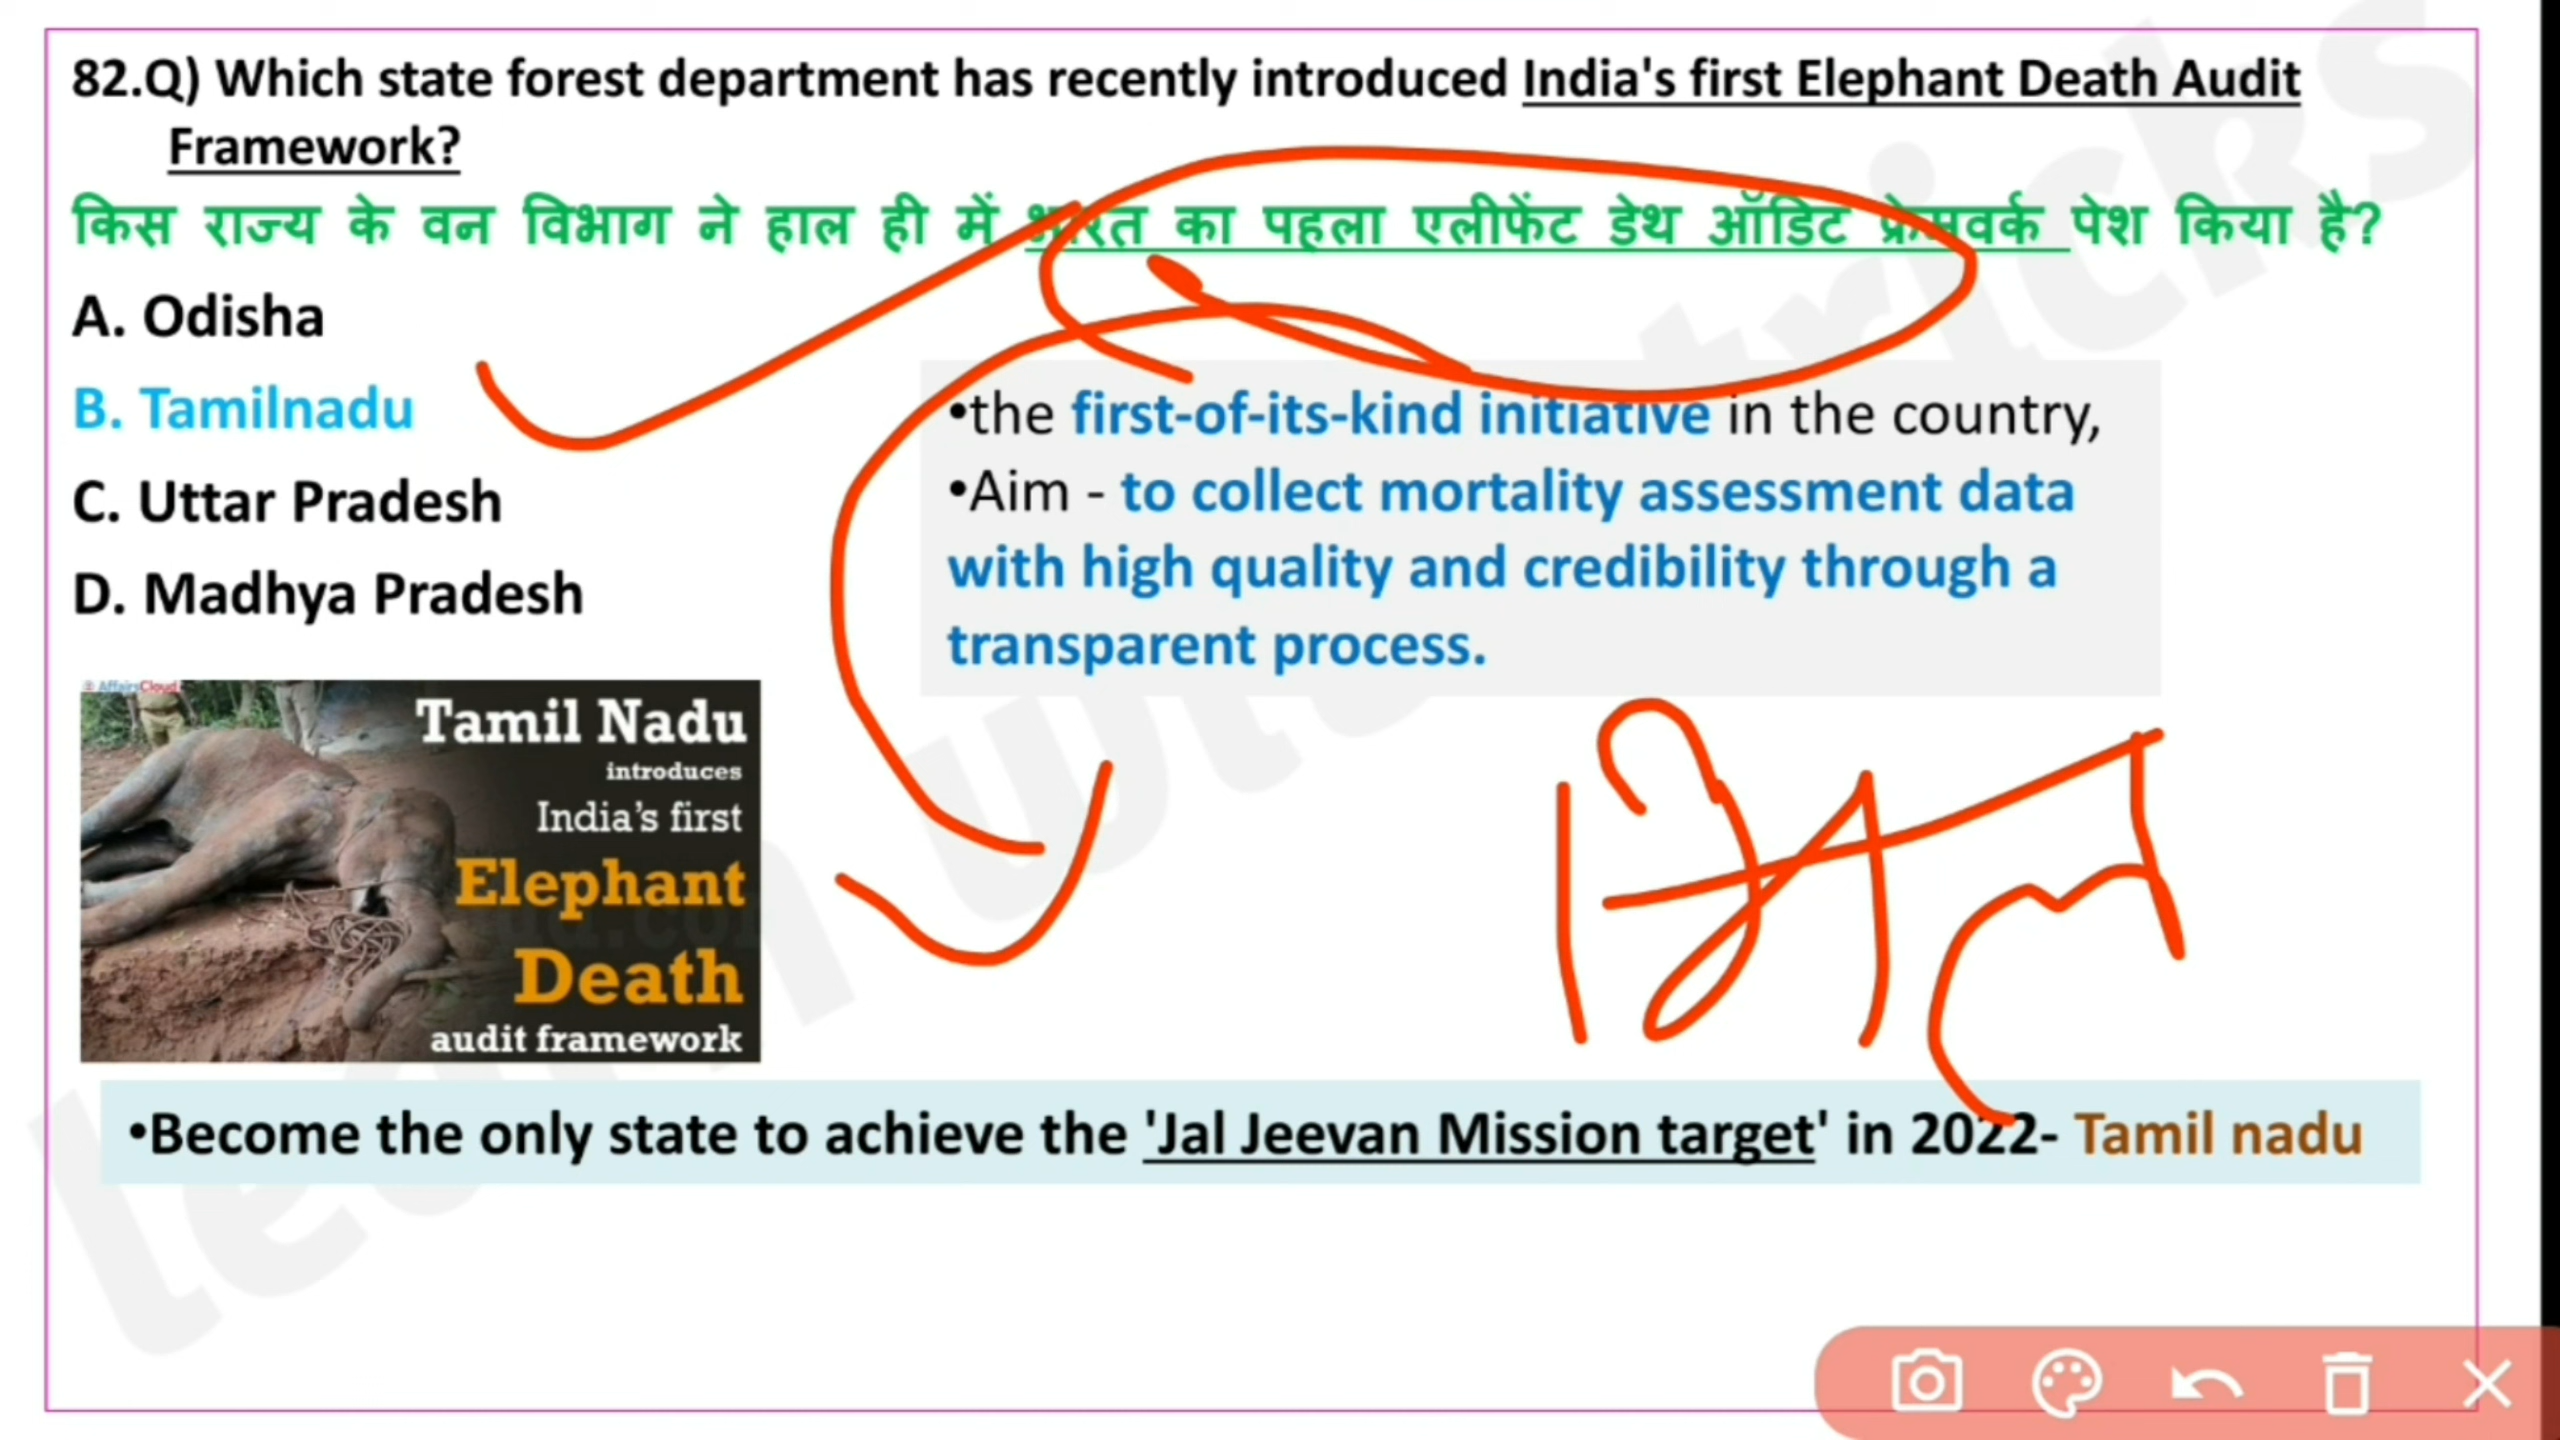 82.Q) Which state forest department has recently introduced India's first Elephant Death Audit
Framework?
किस राज्य के वन विभाग ने हाल ही में भारत का पहला एलीफेंट डेथ ऑडिट फ्रेमवर्क पेश किया है?
A. Odisha
B. Tamilnadu
C. Uttar Pradesh
D. Madhya Pradesh
•the first-of-its-kind initiative in the country,
•Aim - to collect mortality assessment data
with high quality and credibility through a
transparent process.
AffairsCloud
Tamil Nadu
introduces
India's first
Elephant
Death
audit framework
•Become the only state to achieve the 'Jal Jeevan Mission target' in 2022- Tamil nadu